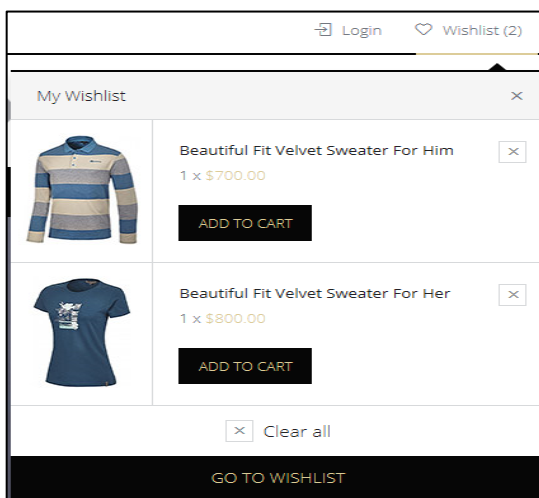 Login
Wishlist (2)
My Wishlist
Beautiful Fit Velvet Sweater For Him
1 x $700.00
ADD TO CART
Beautiful Fit Velvet Sweater For Her
1 x $800.00
ADD TO CART
Clear all
GO TO WISHLIST